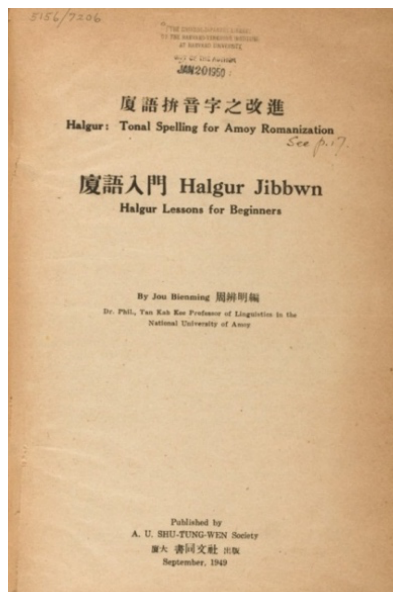 5156/7206
JAN 20 1950
廈語拚音字之改進
Halgur: Tonal Spelling for Amoy Romanization
See p.17.
廈語入門 Halgur Jibbwn
Halgur Lessons for Beginners
By Jou Bienming 周辨明編
Dr. Phil., Tan Kah Kee Professor of Linguistics in the
National University of Amoy
Published by
A. U. SHU-TUNG-WEN Society
廈大 書同文社 出版
September, 1949